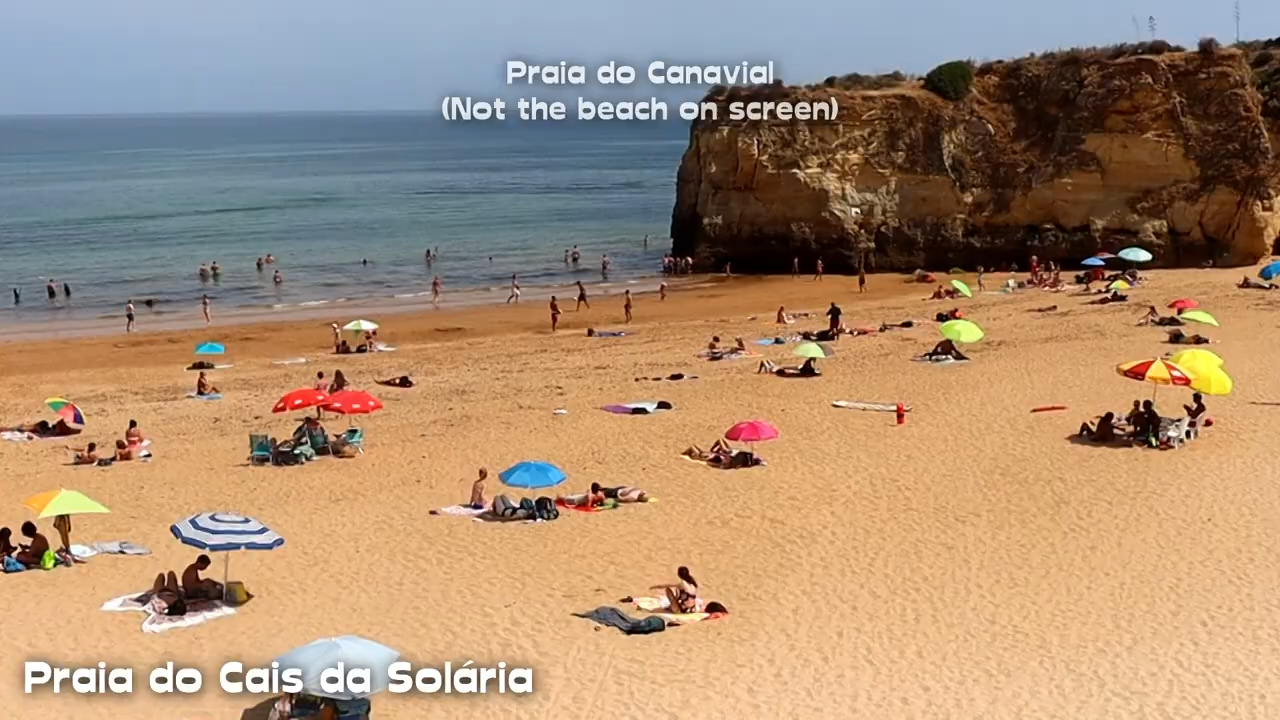 Praia do Canavial
(Not the beach on screen)
Praia do Cais da Solária